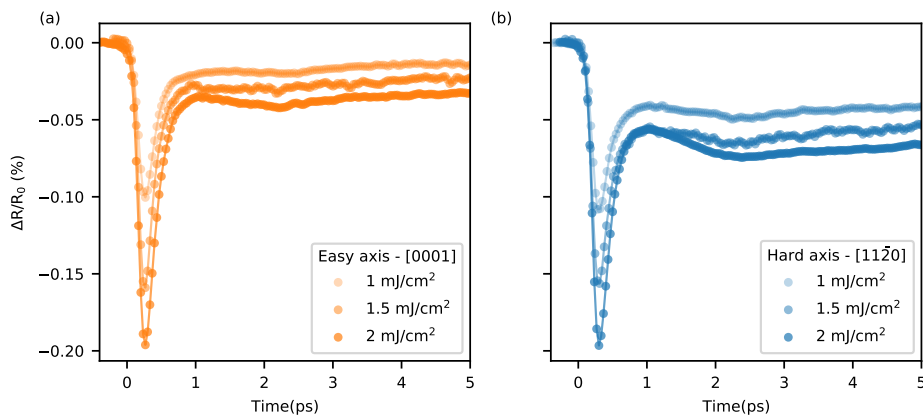 (a)
(b)
0.00
−0.05
−0.10
−0.15
−0.20
ΔR/R₀ (%)
Easy axis - [0001]
1 mJ/cm²
1.5 mJ/cm²
2 mJ/cm²
Hard axis - [112̄0]
1 mJ/cm²
1.5 mJ/cm²
2 mJ/cm²
0 1 2 3 4 5
0 1 2 3 4 5
Time(ps)
Time(ps)